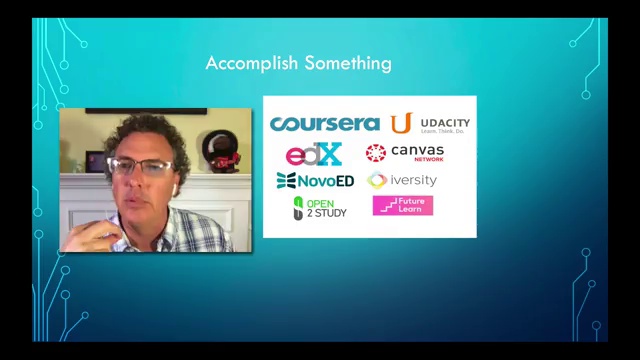 Accomplish Something
coursera
UDACITY
Learn. Think. Do.
edX
canvas
NETWORK
NovoED
iversity
OPEN
2 STUDY
Future
Learn